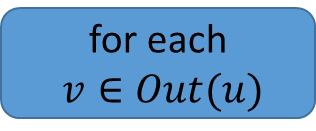 for each
v ∈ Out(u)